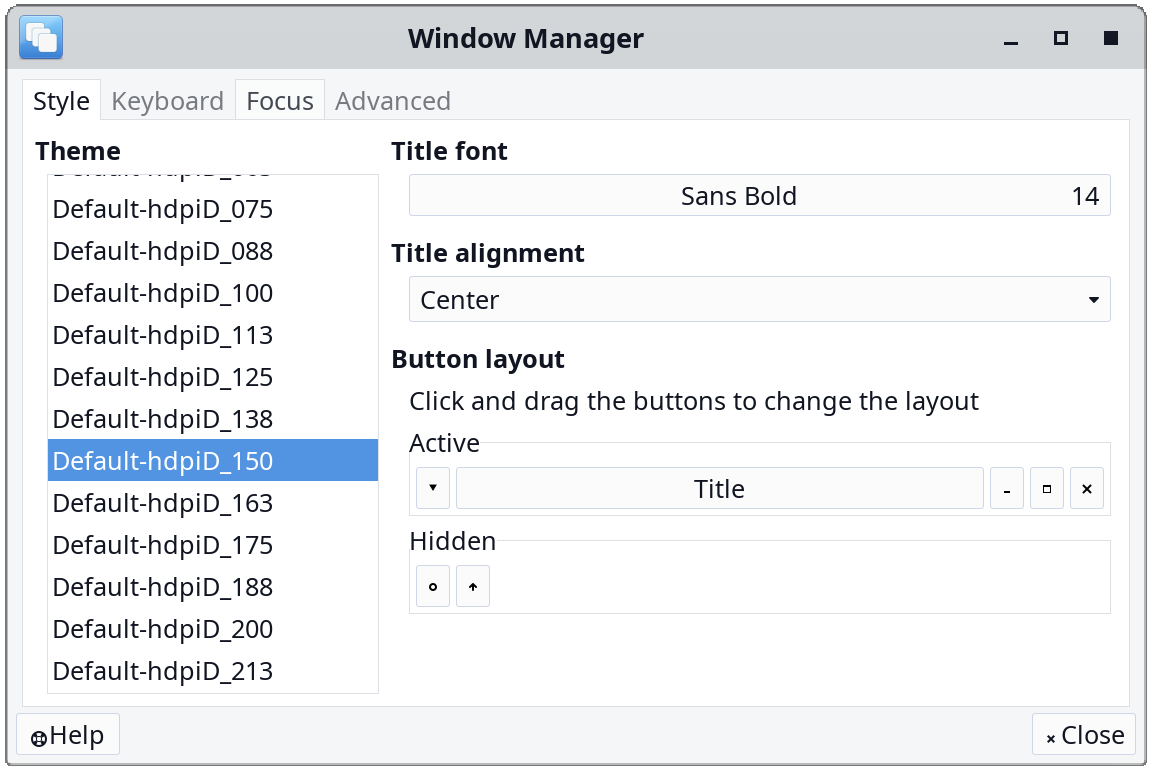 Window Manager
Style Keyboard Focus Advanced
Theme
Default-hdpiD_075
Default-hdpiD_088
Default-hdpiD_100
Default-hdpiD_113
Default-hdpiD_125
Default-hdpiD_138
Default-hdpiD_150
Default-hdpiD_163
Default-hdpiD_175
Default-hdpiD_188
Default-hdpiD_200
Default-hdpiD_213
Title font
Sans Bold 14
Title alignment
Center
Button layout
Click and drag the buttons to change the layout
Active
Title
Hidden
Help
Close